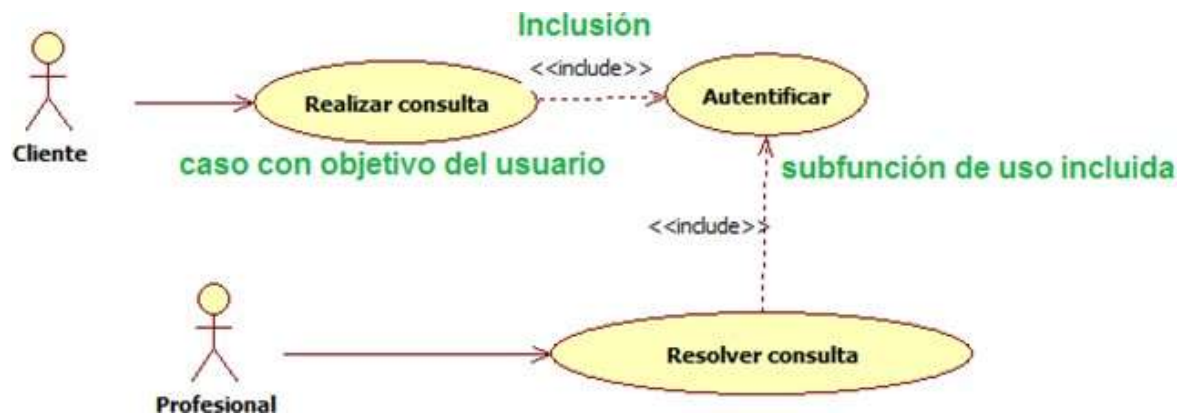 Inclusión
<<include>>
Realizar consulta
Autentificar
Cliente
caso con objetivo del usuario
subfunción de uso incluida
<<include>>
Resolver consulta
Profesional